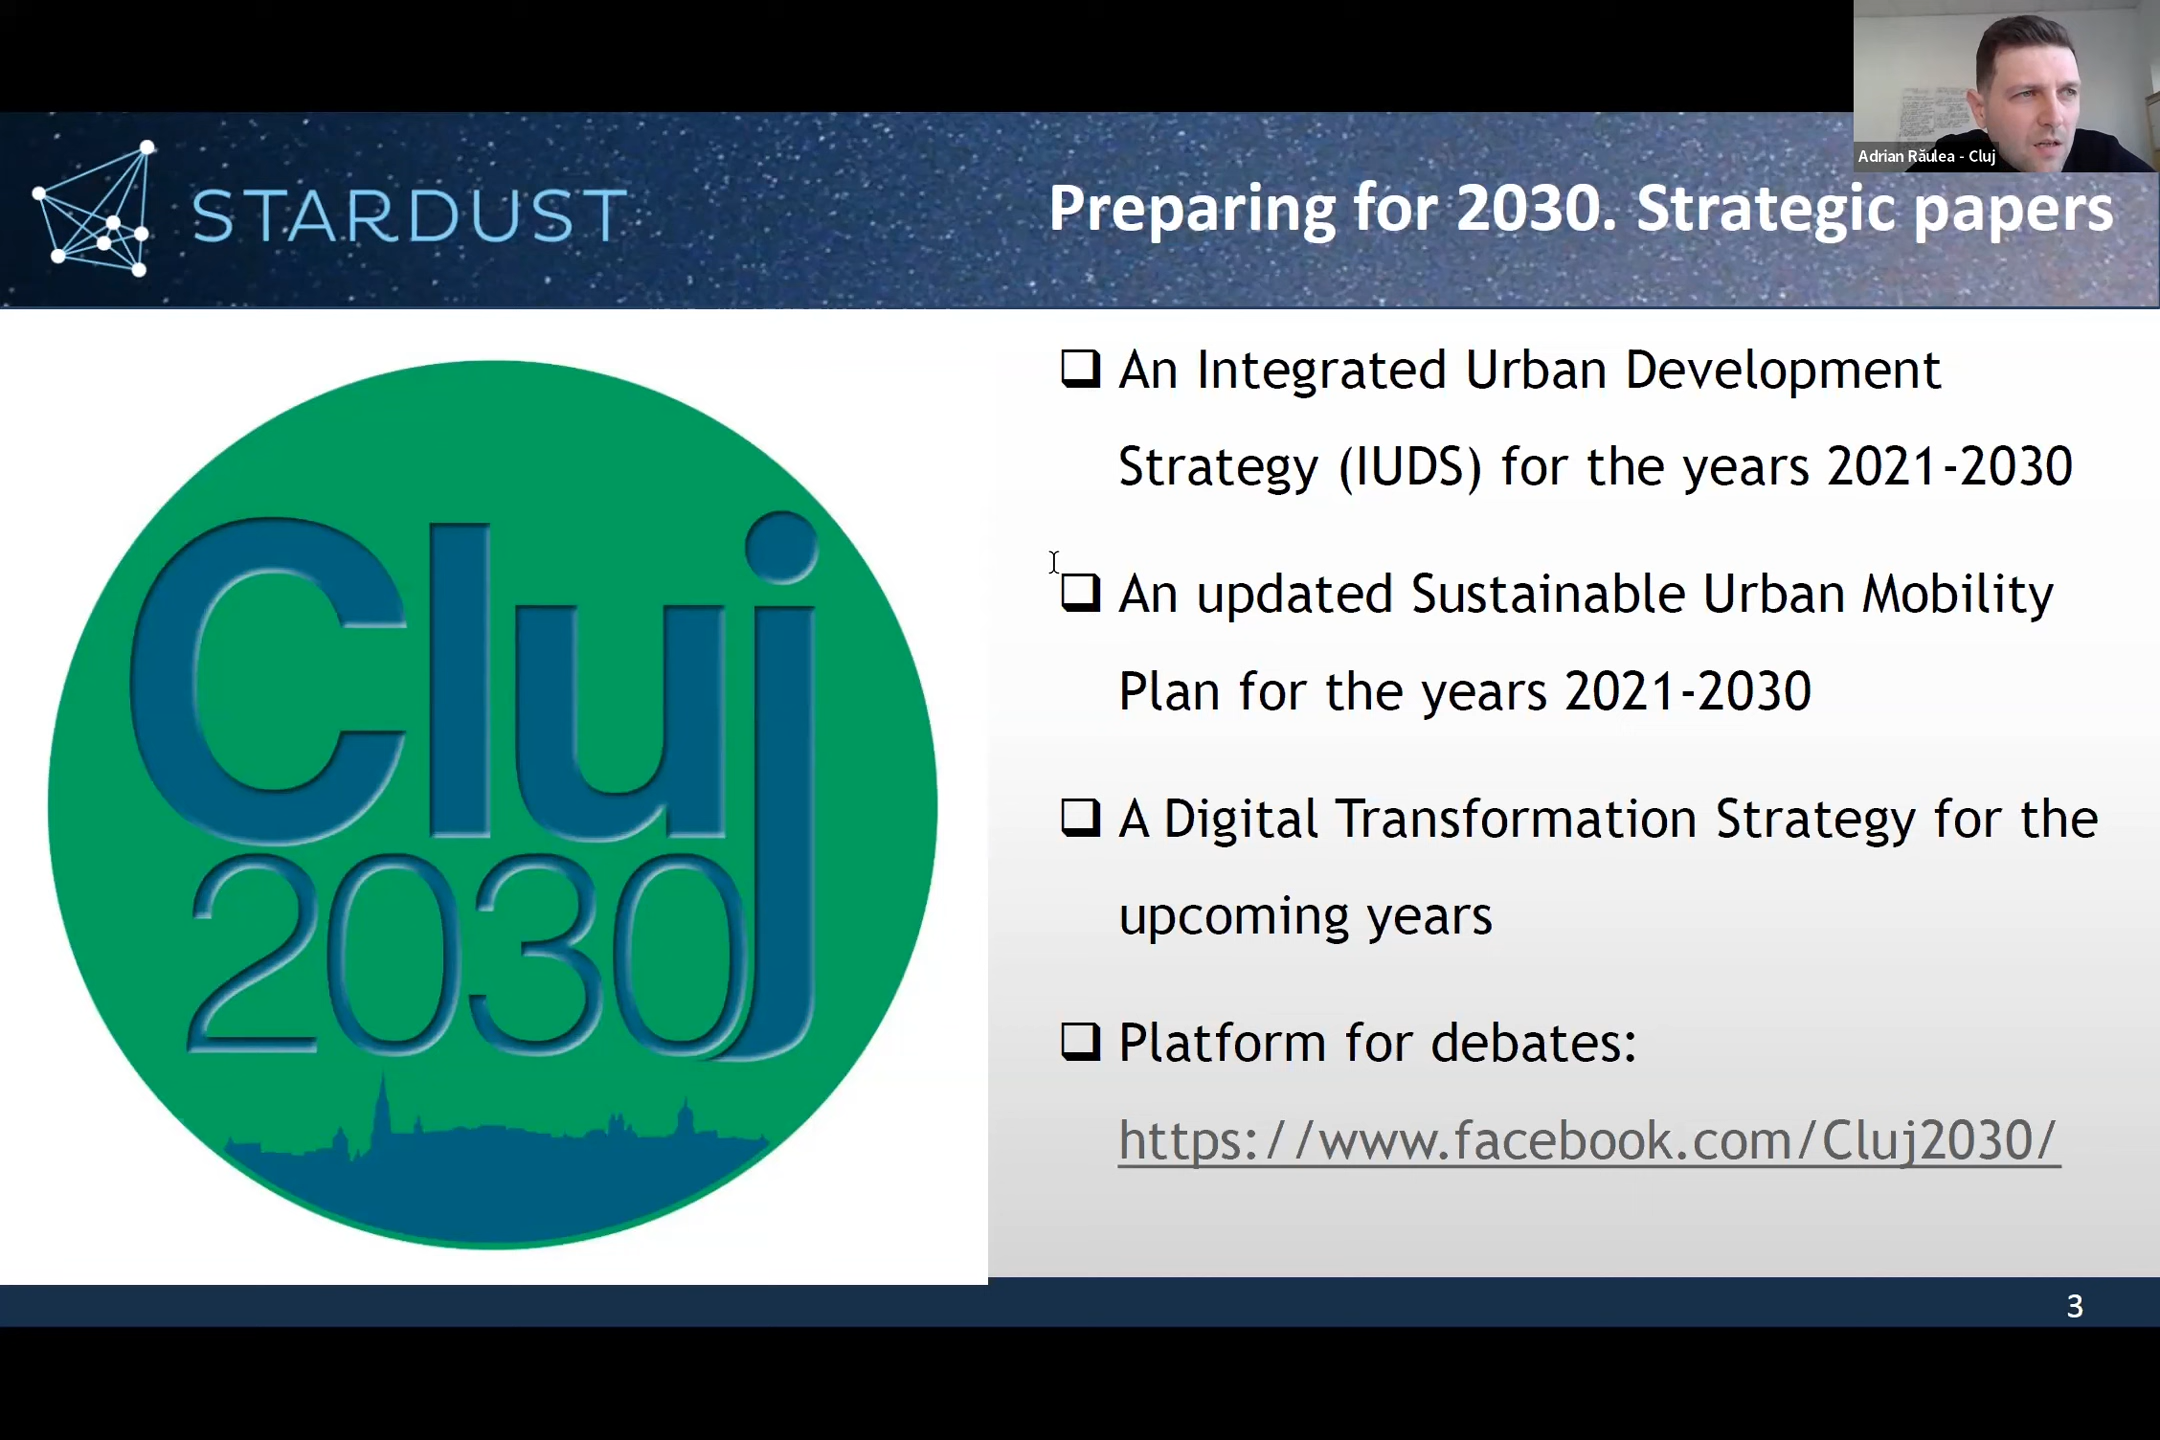 Adrian Răulea - Cluj
STARDUST
Preparing for 2030. Strategic papers
Cluj
2030
❑ An Integrated Urban Development
Strategy (IUDS) for the years 2021-2030
❑ An updated Sustainable Urban Mobility
Plan for the years 2021-2030
❑ A Digital Transformation Strategy for the
upcoming years
❑ Platform for debates:
https://www.facebook.com/Cluj2030/
3